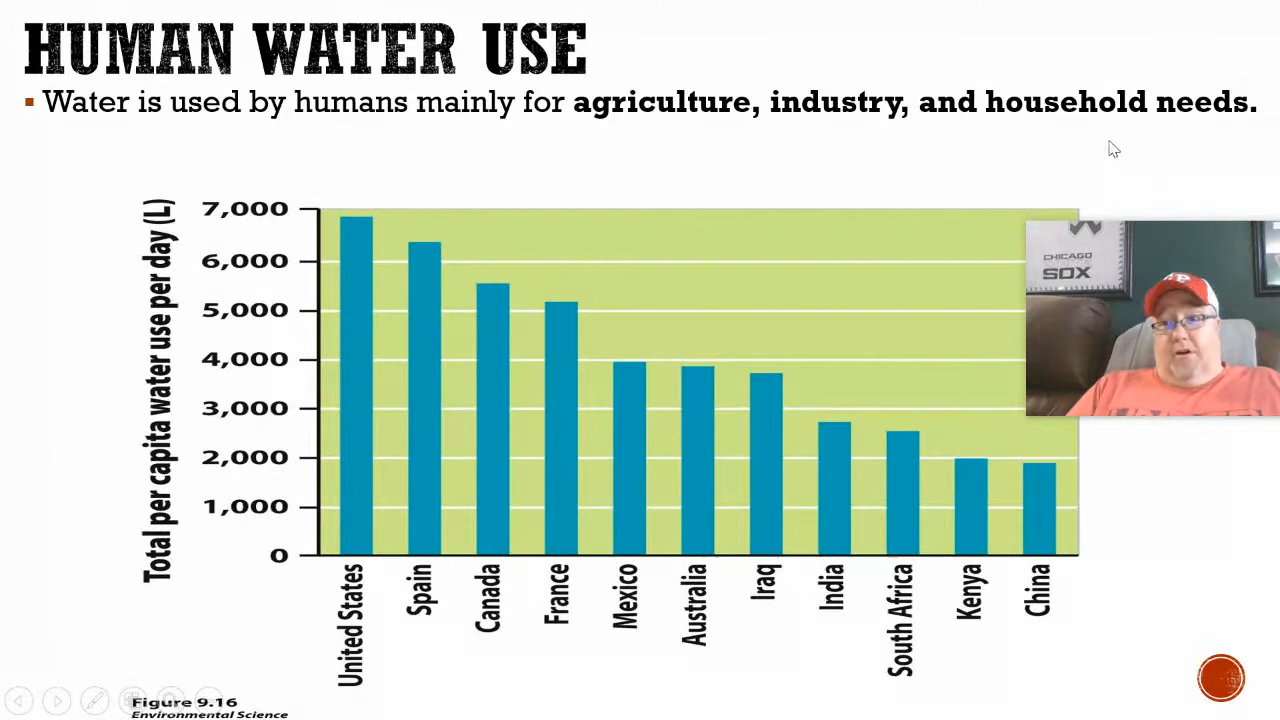 HUMAN WATER USE
▪ Water is used by humans mainly for agriculture, industry, and household needs.
Total per capita water use per day (L)
7,000
6,000
5,000
4,000
3,000
2,000
1,000
0
United States
Spain
Canada
France
Mexico
Australia
Iraq
India
South Africa
Kenya
China
CHICAGO
SOX
Figure 9.16
Environmental Science